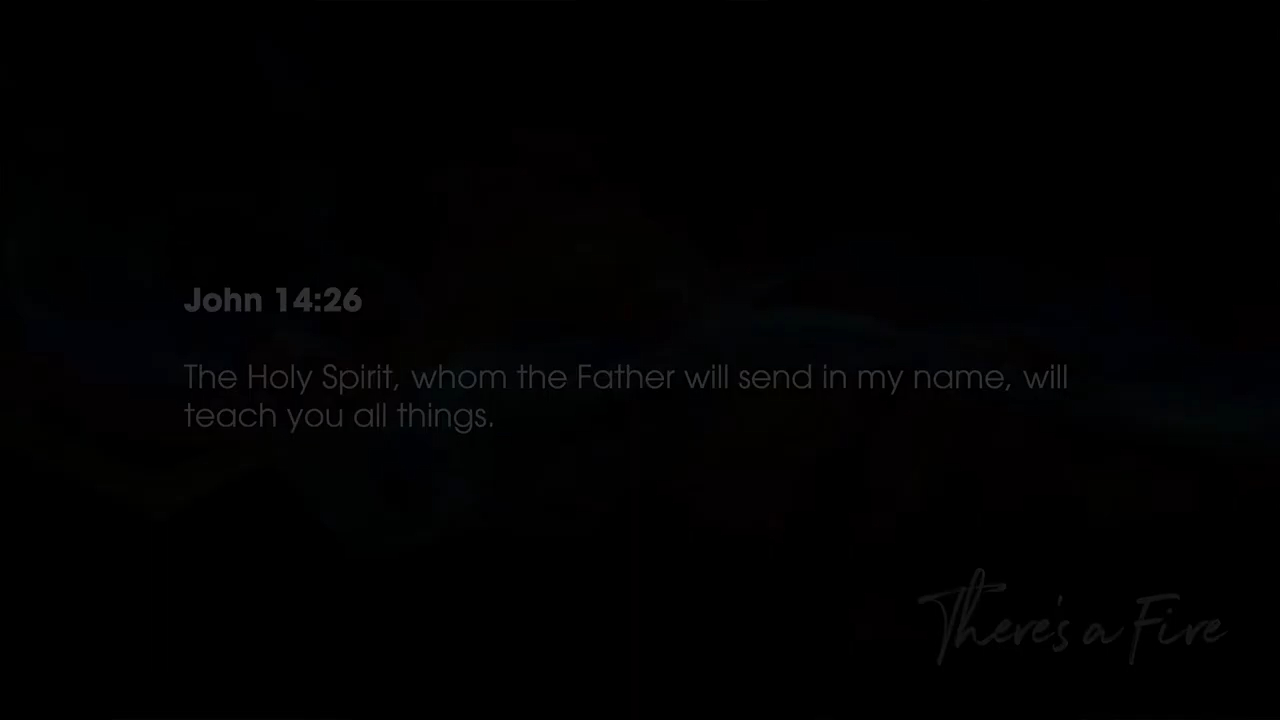 John 14:26
The Holy Spirit, whom the Father will send in my name, will
teach you all things.
There's a Fire